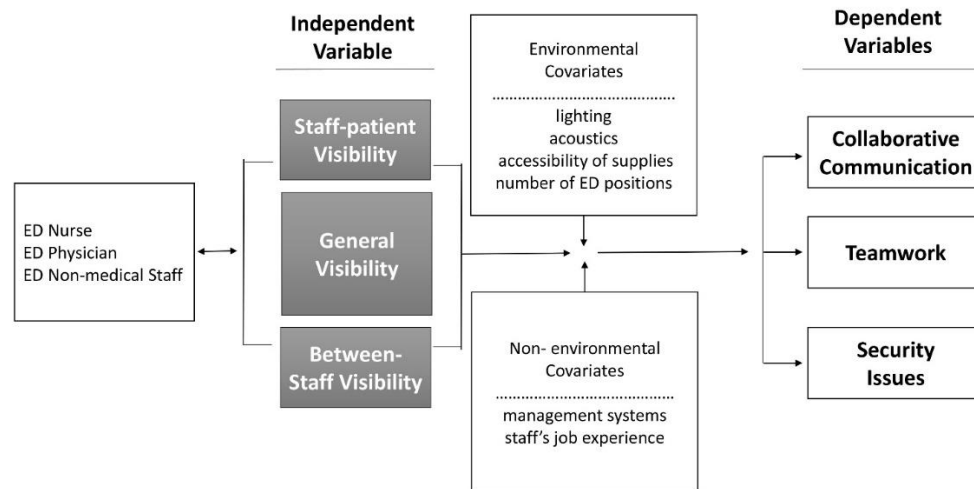 Independent
Variable
Dependent
Variables
Environmental
Covariates
lighting
acoustics
accessibility of supplies
number of ED positions
Staff-patient
Visibility
General
Visibility
Between-
Staff Visibility
ED Nurse
ED Physician
ED Non-medical Staff
Non- environmental
Covariates
management systems
staff's job experience
Collaborative
Communication
Teamwork
Security
Issues